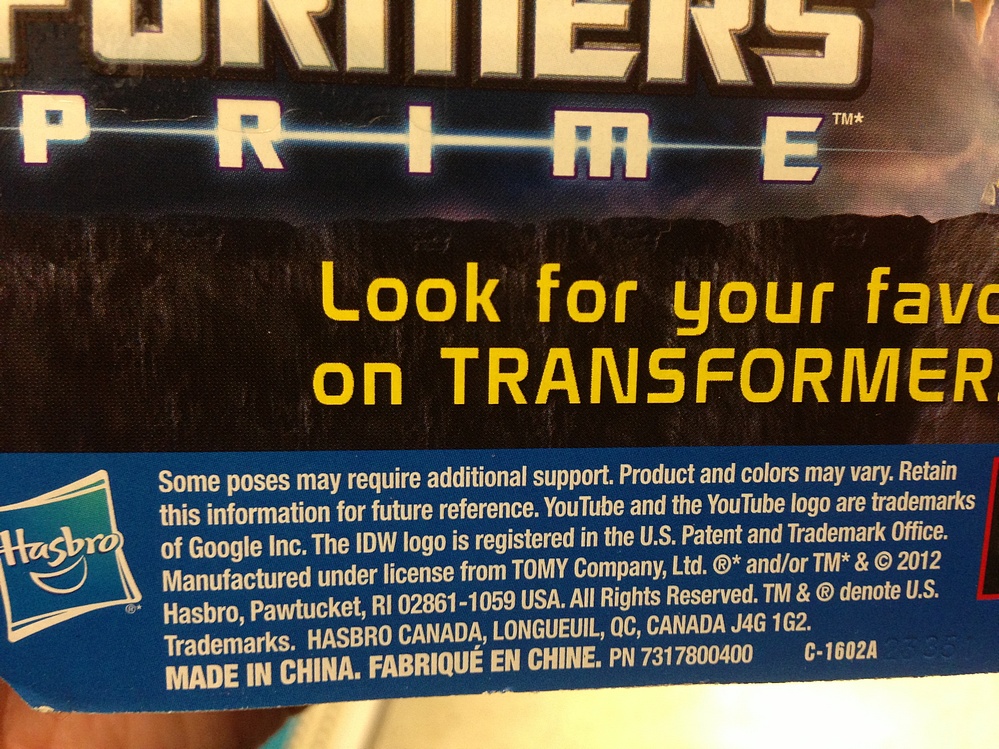 FORMERS
PRIME™*
Look for your favo
on TRANSFORMER
Hasbro
®*
Some poses may require additional support. Product and colors may vary. Retain
this information for future reference. YouTube and the YouTube logo are trademarks
of Google Inc. The IDW logo is registered in the U.S. Patent and Trademark Office.
Manufactured under license from TOMY Company, Ltd. ®* and/or TM* & © 2012
Hasbro, Pawtucket, RI 02861-1059 USA. All Rights Reserved. TM & ® denote U.S.
Trademarks. HASBRO CANADA, LONGUEUIL, QC, CANADA J4G 1G2.
MADE IN CHINA. FABRIQUÉ EN CHINE. PN 7317800400 C-1602A